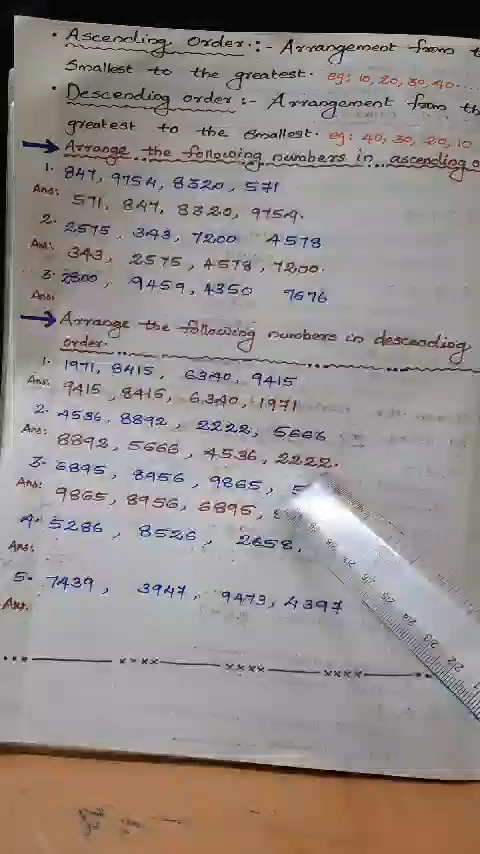 • Ascending Order :- Arrangement from
Smallest to the greatest. eg: 10, 20, 30, 40....
• Descending order :- Arrangement from
greatest to the smallest. eg: 40, 30, 20, 10
→ Arrange the following numbers in ascending
1. 847, 9754, 8320, 571
Ans: 571, 847, 8320, 9754.
2. 2575, 343, 7200 4578
Ans: 343, 2575, 4578, 7200.
3. 9459, 4350 7676
Ans:
→ Arrange the following numbers in descending
order.
1. 1971, 8415, 6340, 9415
Ans: 9415, 8415, 6340, 1971
2. 4536, 8892, 2222, 5666
Ans: 8892, 5666, 4536, 2222.
3. 6895, 8956, 9865,
Ans: 9865, 8956, 6895,
4. 5286, 8526, 2658,
Ans:
5. 7439, 3947, 9473, 4397
Ans.